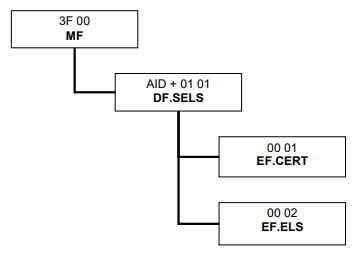 3F 00
MF
AID + 01 01
DF.SELS
00 01
EF.CERT
00 02
EF.ELS